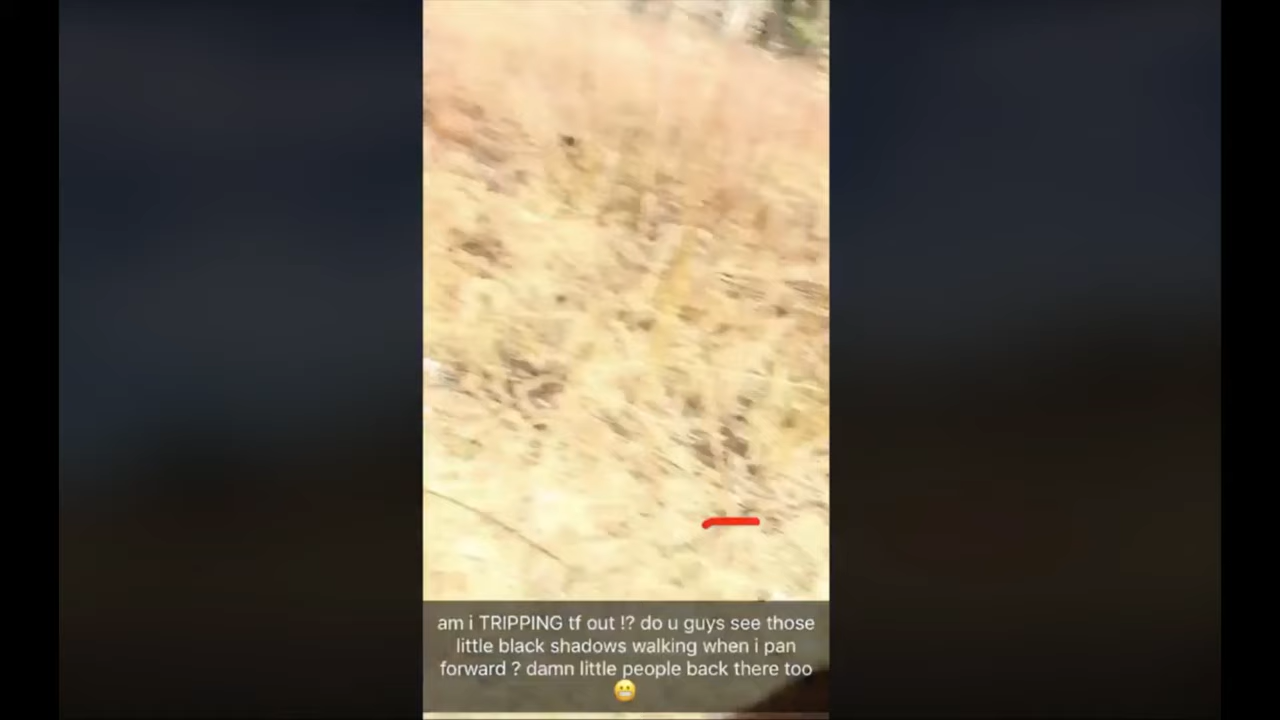 am i TRIPPING tf out !? do u guys see those
little black shadows walking when i pan
forward ? damn little people back there too
😬